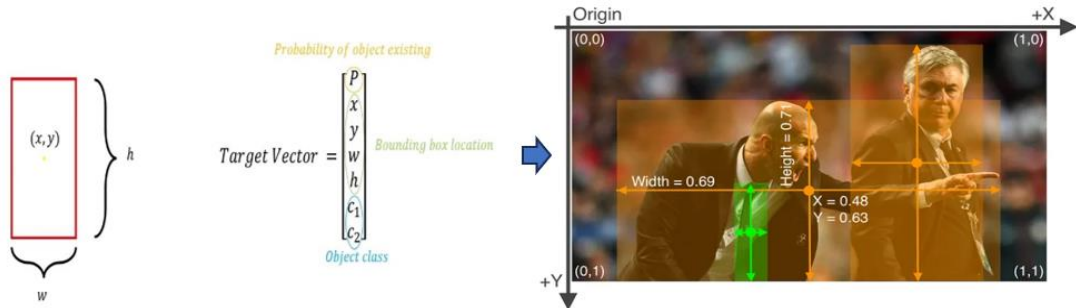 (x, y)
h
w
Probability of object existing
Target Vector =
P
x
y
w
h
c₁
c₂
Bounding box location
Object class
Origin
+X
(0,0)
(1,0)
Height = 0.71
Width = 0.69
X = 0.48
Y = 0.63
(0,1)
(1,1)
+Y